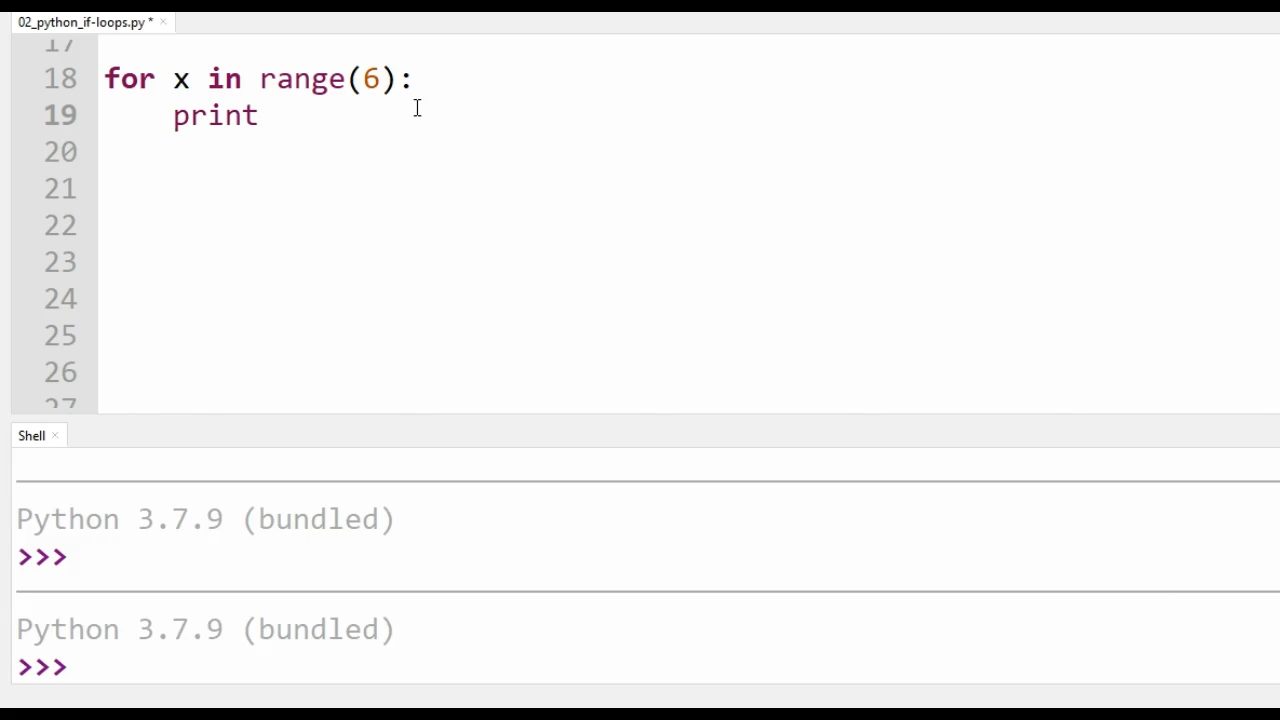 02_python_if-loops.py * ×
17
18 for x in range(6):
19     print
20
21
22
23
24
25
26
27
Shell ×
Python 3.7.9 (bundled)
>>>
Python 3.7.9 (bundled)
>>>